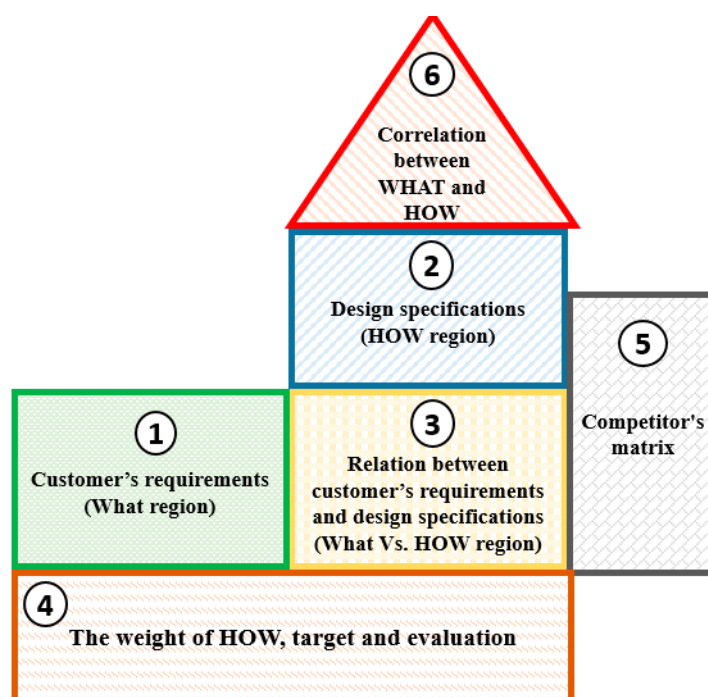 6
Correlation
between
WHAT and
HOW
2
Design specifications
(HOW region)
5
Competitor's
matrix
1
Customer’s requirements
(What region)
3
Relation between
customer’s requirements
and design specifications
(What Vs. HOW region)
4
The weight of HOW, target and evaluation